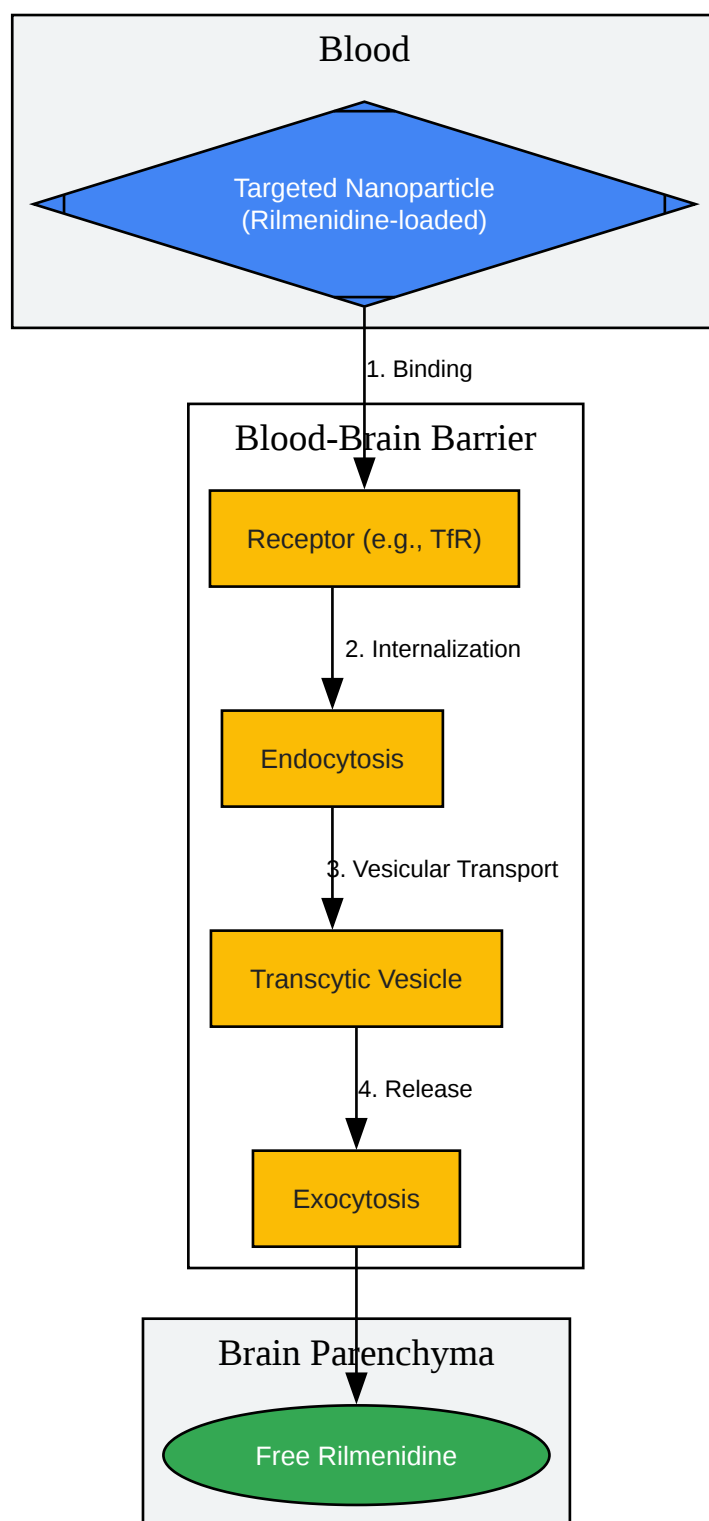 Blood
Targeted Nanoparticle
(Rilmenidine-loaded)
1. Binding
Blood-Brain Barrier
Receptor (e.g., TfR)
2. Internalization
Endocytosis
3. Vesicular Transport
Transcytic Vesicle
4. Release
Exocytosis
Brain Parenchyma
Free Rilmenidine